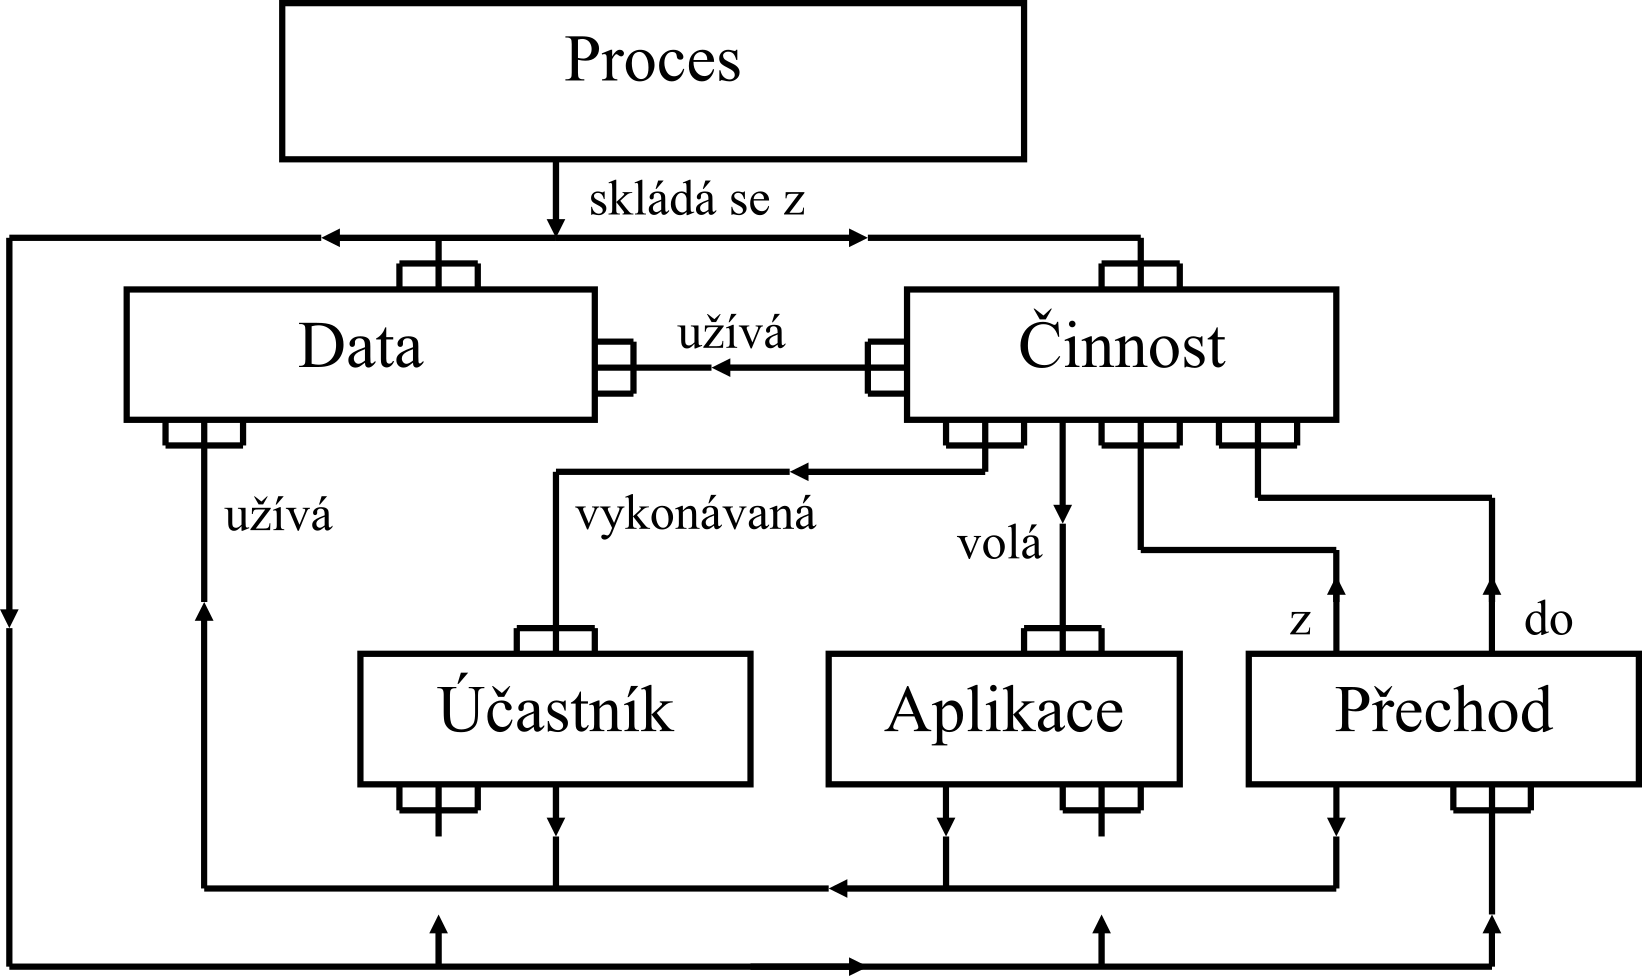 Proces
skládá se z
Data
užívá
Činnost
užívá
vykonávaná
volá
z
do
Účastník
Aplikace
Přechod